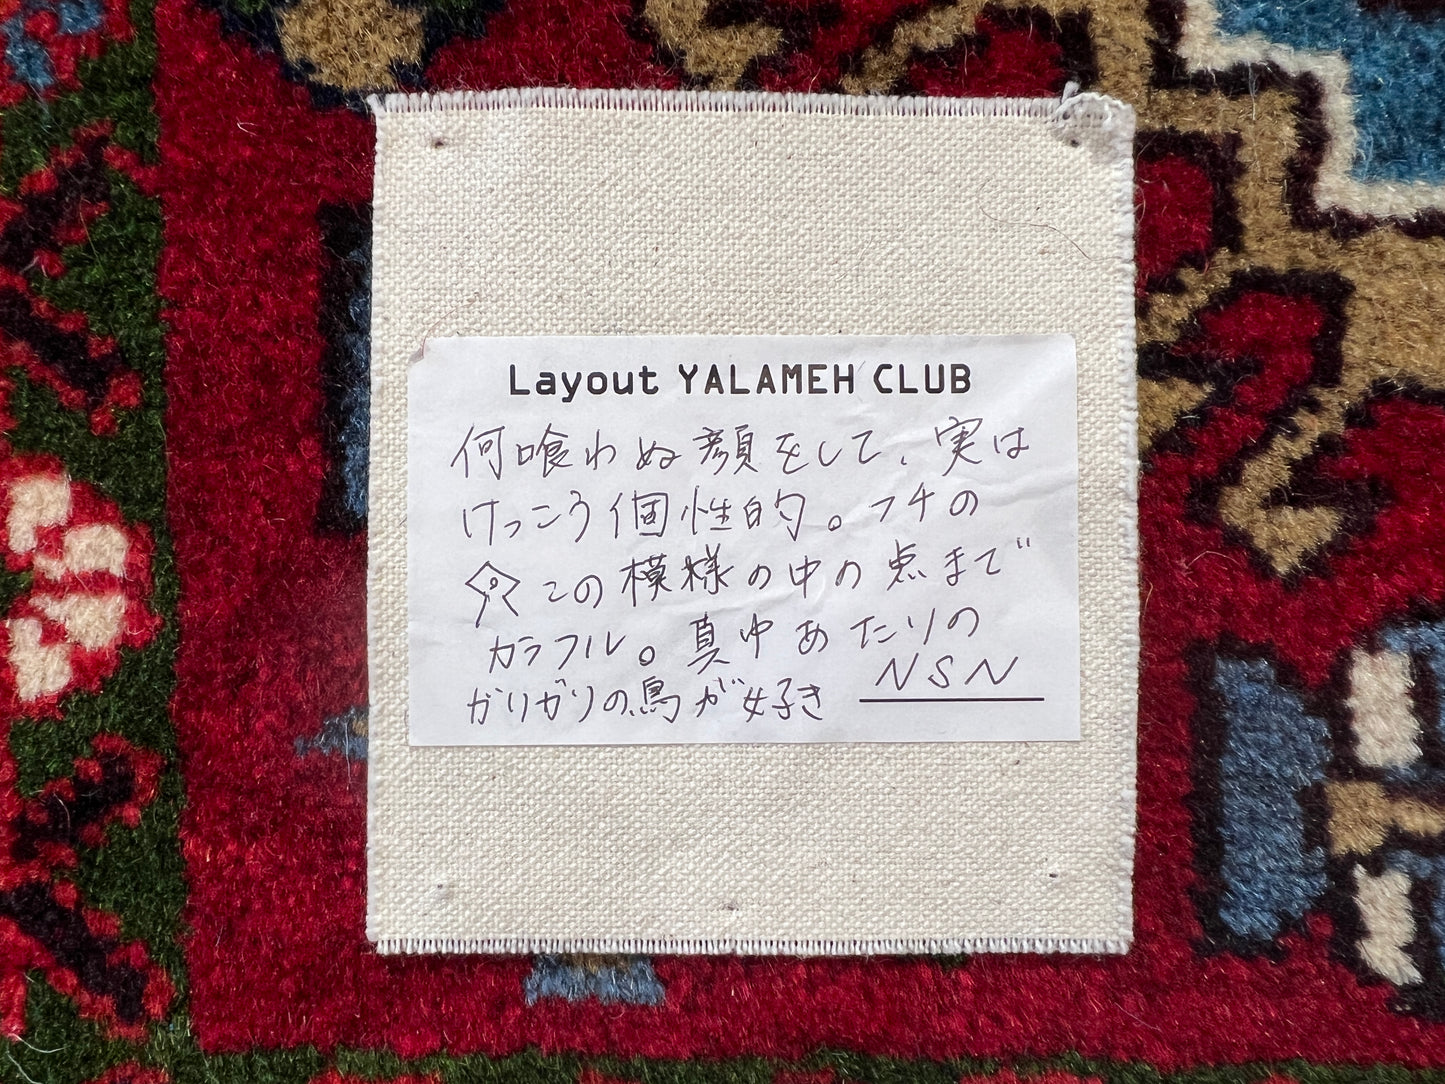 Layout YALAMEH CLUB
何喰わぬ顔をして、実は
けっこう個性的。フチの
この模様の中の点まで
カラフル。真中あたりの
ガリガリの鳥が好き
NSN